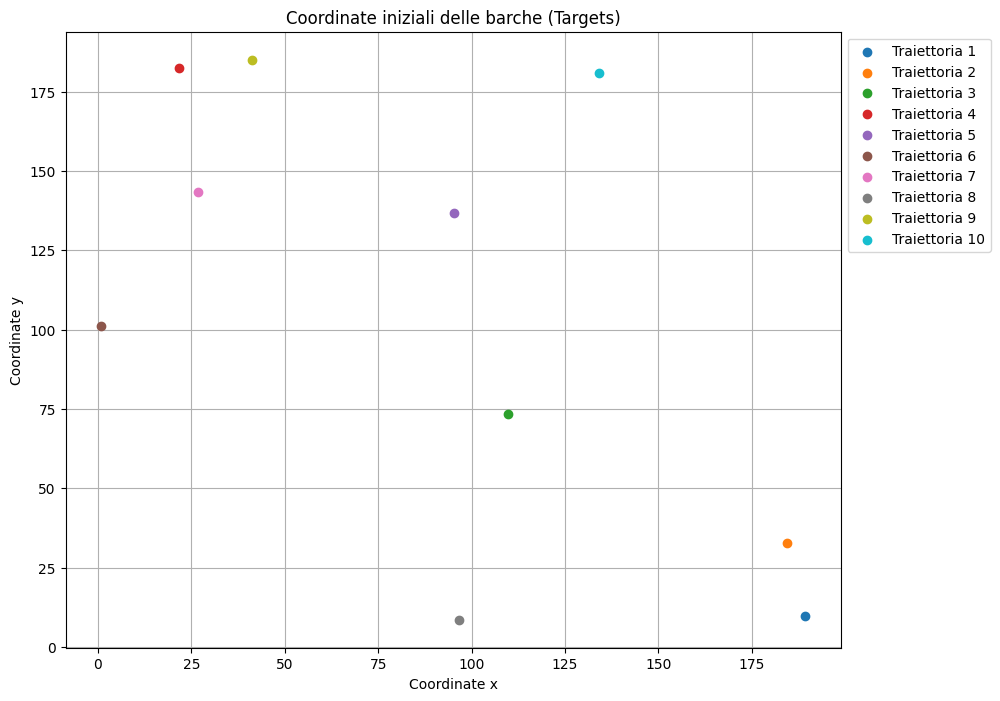 Coordinate iniziali delle barche (Targets)
Traiettoria 1
Traiettoria 2
Traiettoria 3
Traiettoria 4
Traiettoria 5
Traiettoria 6
Traiettoria 7
Traiettoria 8
Traiettoria 9
Traiettoria 10
Coordinate y
175
150
125
100
75
50
25
0
0
25
50
75
100
125
150
175
Coordinate x